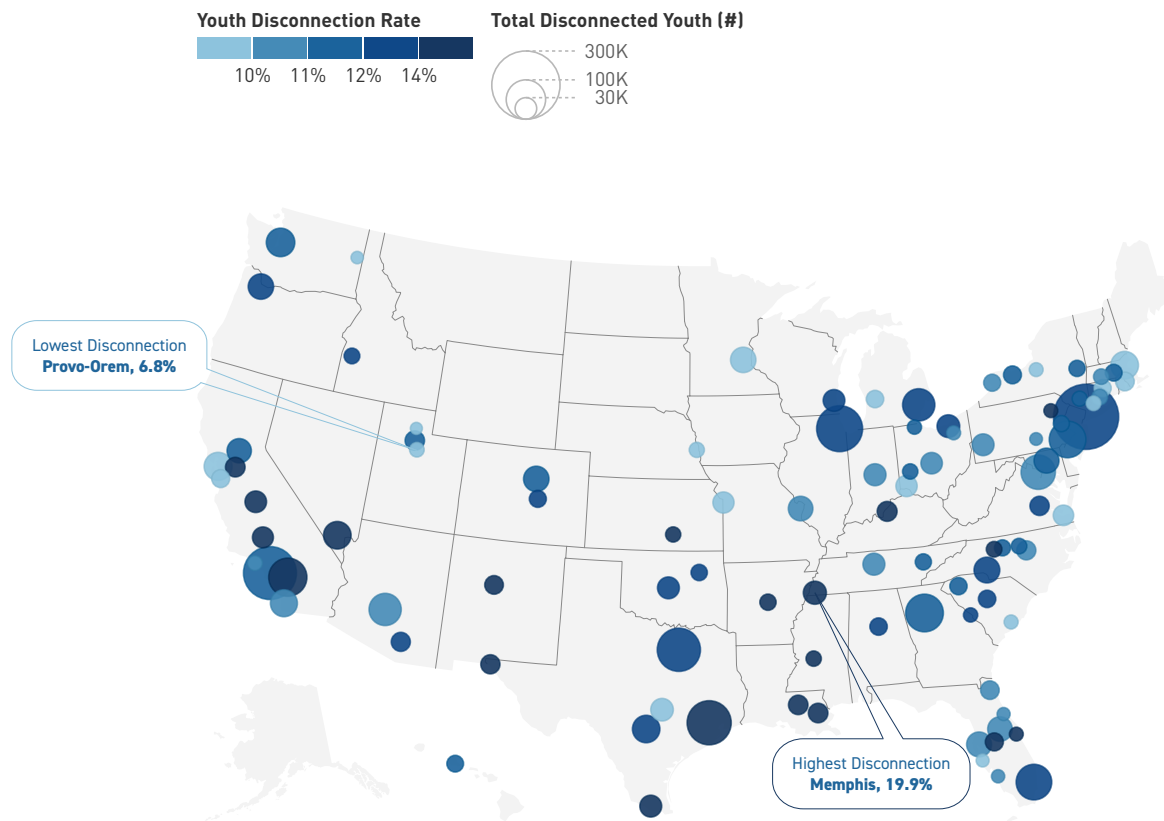 Youth Disconnection Rate
10% 11% 12% 14%
Total Disconnected Youth (#)
300K
100K
30K
Lowest Disconnection
Provo-Orem, 6.8%
Highest Disconnection
Memphis, 19.9%